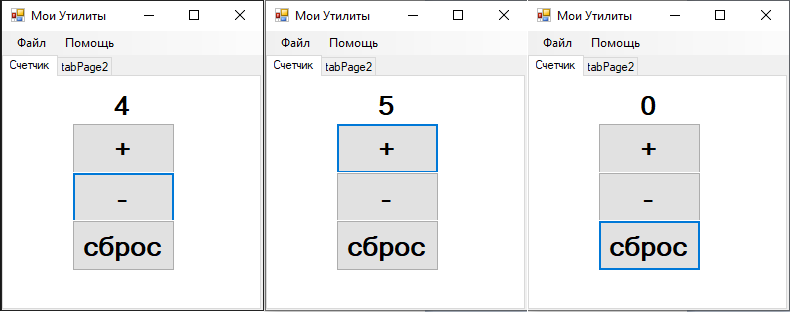 Мои Утилиты
Файл Помощь
Счетчик tabPage2
4
+
-
сброс
Мои Утилиты
Файл Помощь
Счетчик tabPage2
5
+
-
сброс
Мои Утилиты
Файл Помощь
Счетчик tabPage2
0
+
-
сброс